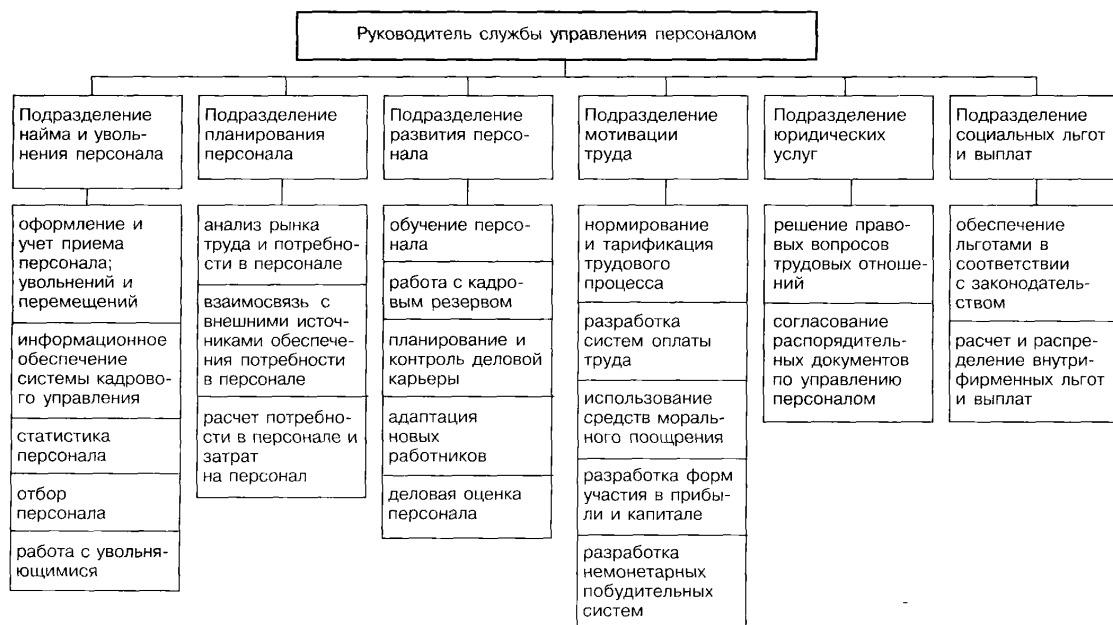 Руководитель службы управления персоналом
Подразделение
найма и уволь-
нения персонала
Подразделение
планирования
персонала
Подразделение
развития персо-
нала
Подразделение
мотивации
труда
Подразделение
юридических
услуг
Подразделение
социальных льгот
и выплат
оформление и
учет приема
персонала;
увольнений и
перемещений
информационное
обеспечение
системы кадрово-
го управления
статистика
персонала
отбор
персонала
работа с увольня-
ющимися
анализ рынка
труда и потребно-
сти в персонале
взаимосвязь с
внешними источ-
никами обеспече-
ния потребности
в персонале
расчет потребно-
сти в персонале и
затрат
на персонал
обучение персо-
нала
работа с кадро-
вым резервом
планирование и
контроль деловой
карьеры
адаптация
новых
работников
деловая оценка
персонала
нормирование
и тарификация
трудового
процесса
разработка
систем оплаты
труда
использование
средств мораль-
ного поощрения
разработка форм
участия в прибы-
ли и капитале
разработка
немонетарных
побудительных
систем
решение право-
вых вопросов
трудовых отноше-
ний
согласование
распорядитель-
ных документов
по управлению
персоналом
обеспечение
льготами в
соответствии
с законодатель-
ством
расчет и распре-
деление внутри-
фирменных льгот
и выплат